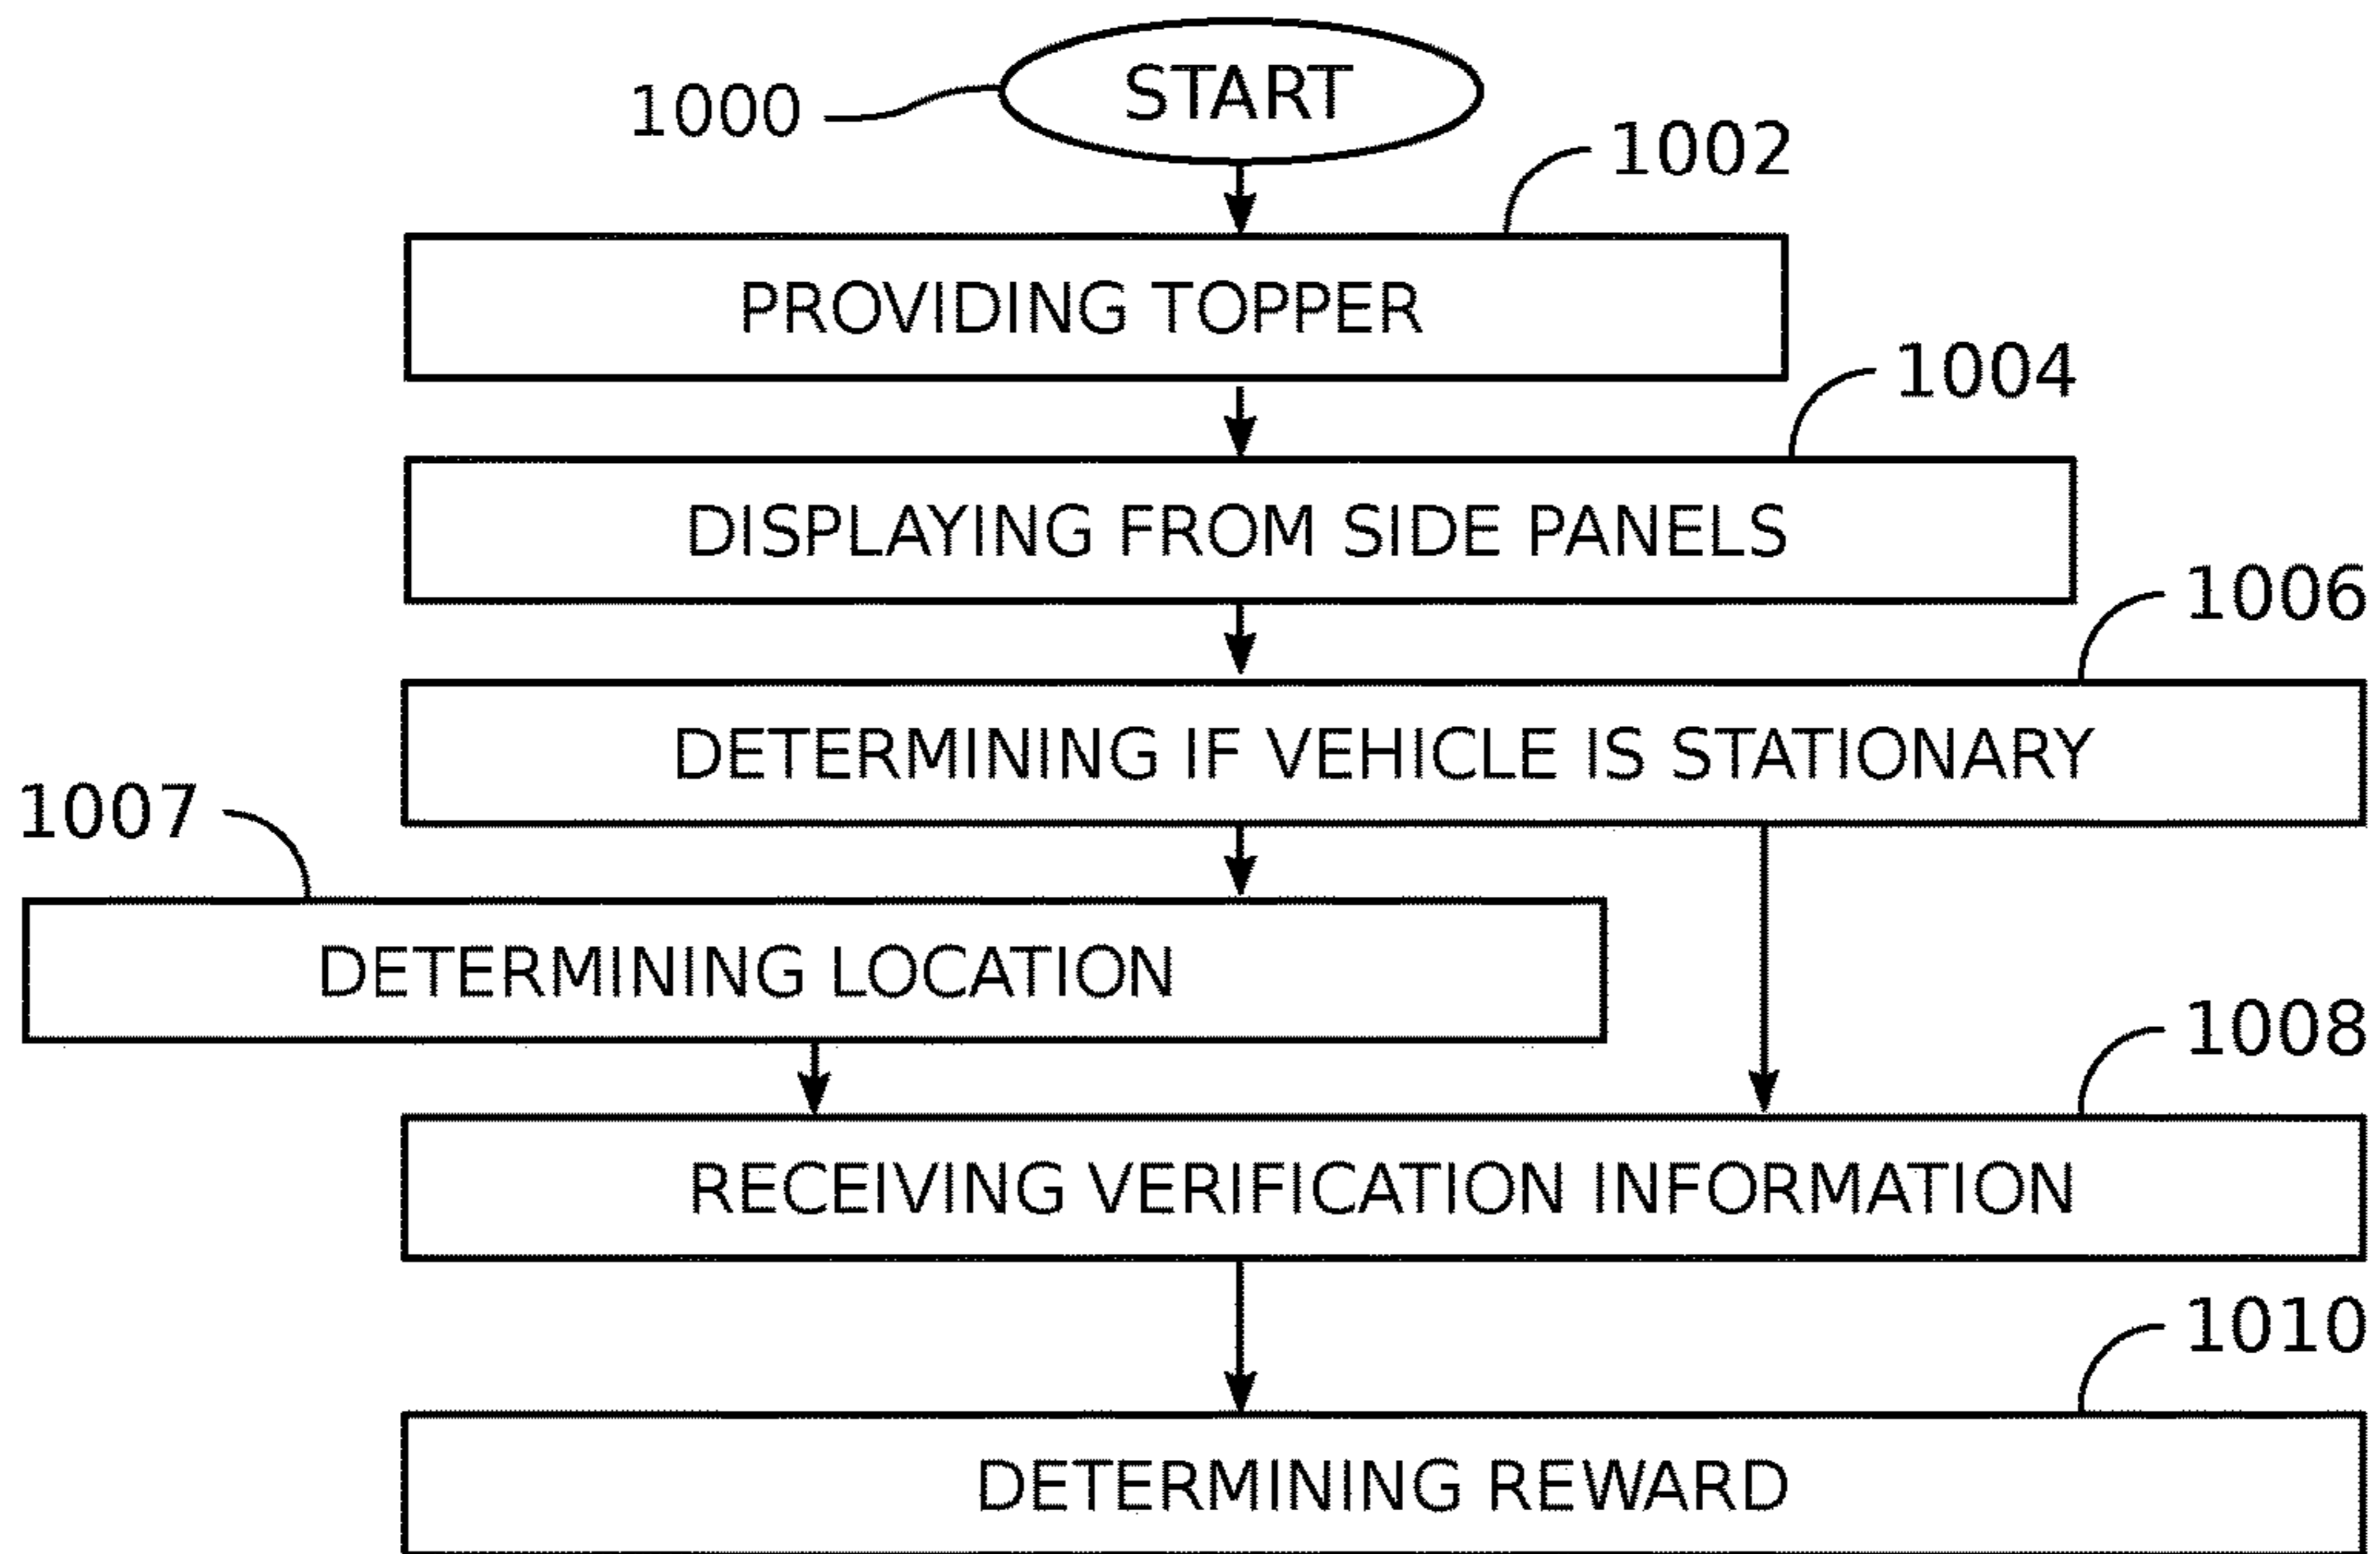 START
1000
1002
PROVIDING TOPPER
1004
DISPLAYING FROM SIDE PANELS
1006
DETERMINING IF VEHICLE IS STATIONARY
1007
DETERMINING LOCATION
1008
RECEIVING VERIFICATION INFORMATION
1010
DETERMINING REWARD